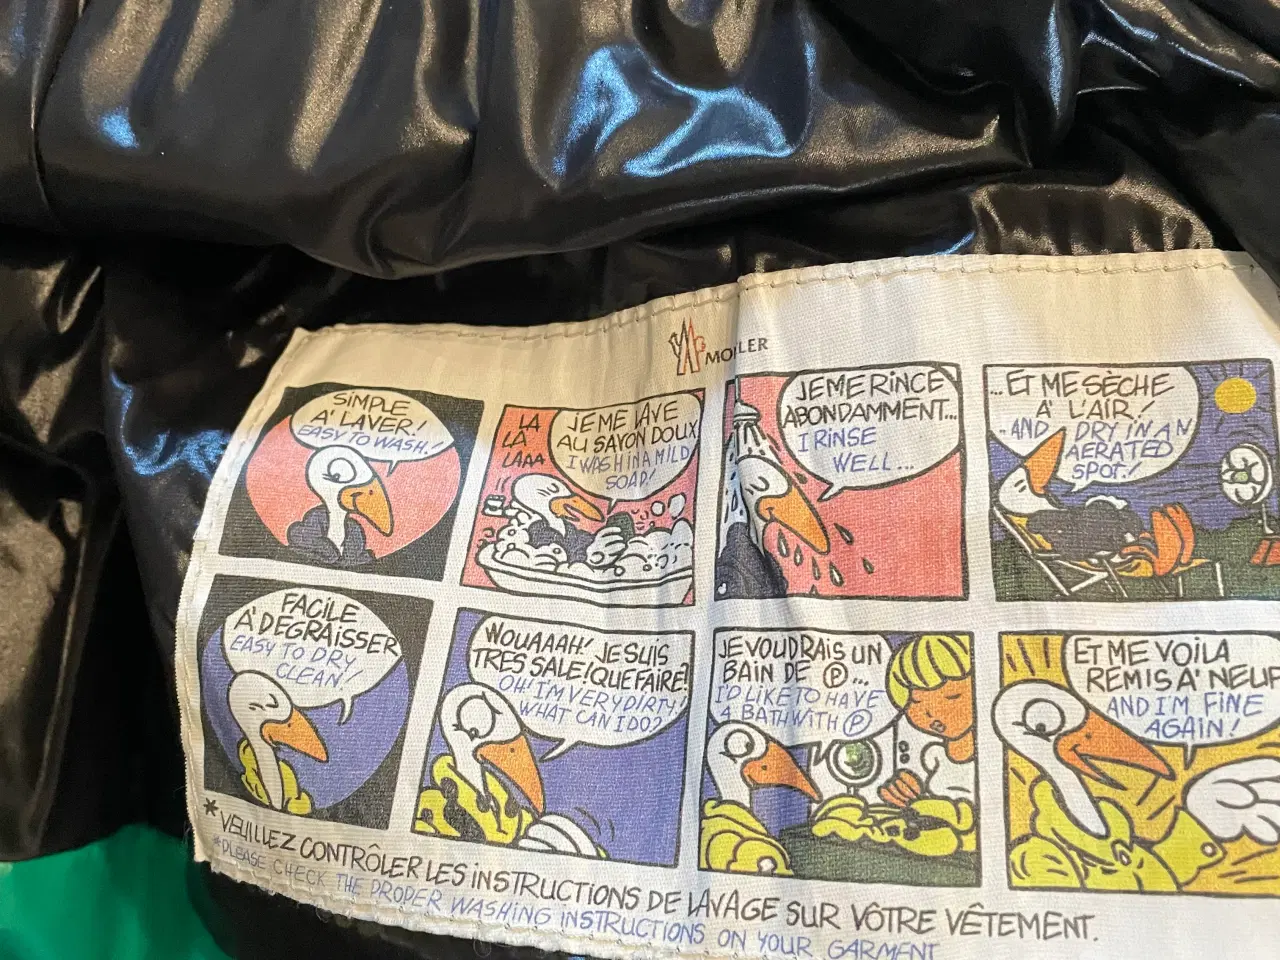 MONCLER
SIMPLE
A' LAVER!
EASY TO WASH!
LA
LA
LAAA
JE ME LAVE
AU SAVON DOUX
I WASH IN A MILD
SOAP!
JE ME RINCE
ABONDAMMENT...
I RINSE
WELL...
...ET ME SÈCHE
A' L'AIR!
..AND I DRY IN AN
AERATED
SPOT!
FACILE
A' DÉGRAISSER
EASY TO DRY
CLEAN!
WOUAAAH! JE SUIS
TRES SALE! QUE FAIRE?
OH! I'M VERY DIRTY!
WHAT CAN I DO?
JE VOUDRAIS UN
BAIN DE Ⓟ...
I'D LIKE TO HAVE
A BATH WITH Ⓟ
ET ME VOILA
REMIS A' NEUF
AND I'M FINE
AGAIN!
*VEUILLEZ CONTRÔLER LES INSTRUCTIONS DE LAVAGE SUR VÔTRE VÊTEMENT.
*PLEASE CHECK THE PROPER WASHING INSTRUCTIONS ON YOUR GARMENT